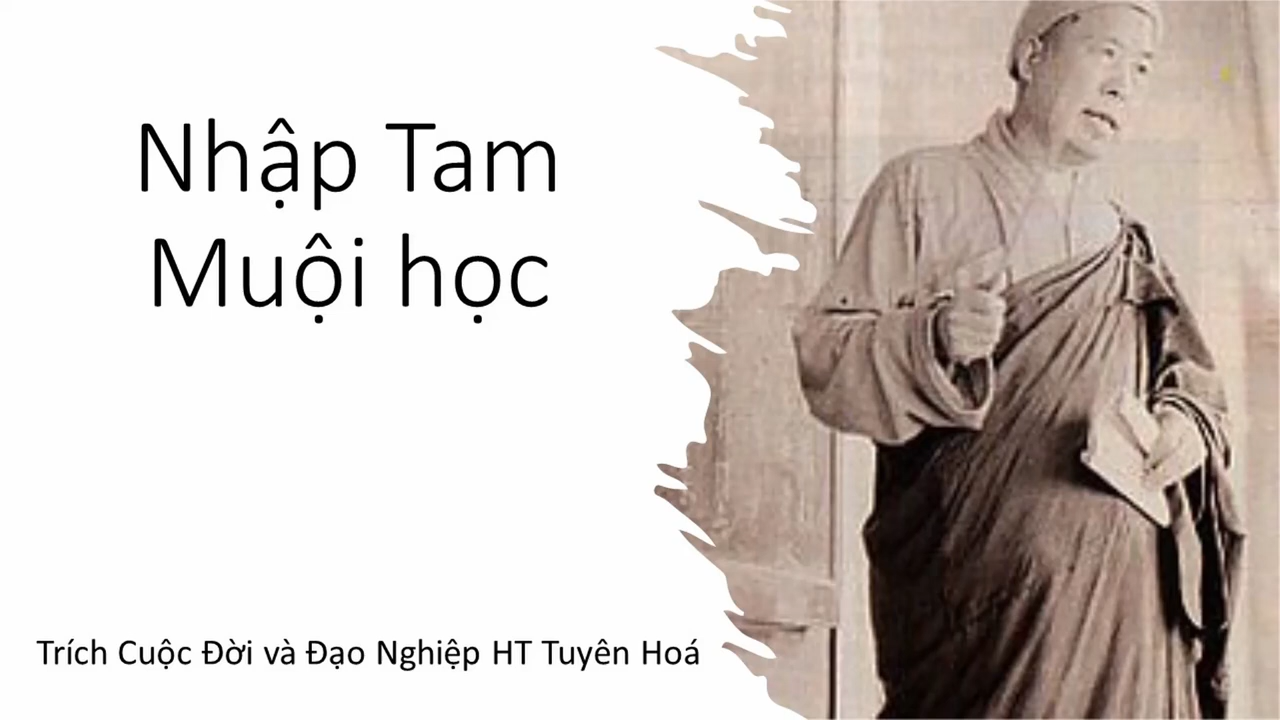 Nhập Tam
Muội học
Trích Cuộc Đời và Đạo Nghiệp HT Tuyên Hoá